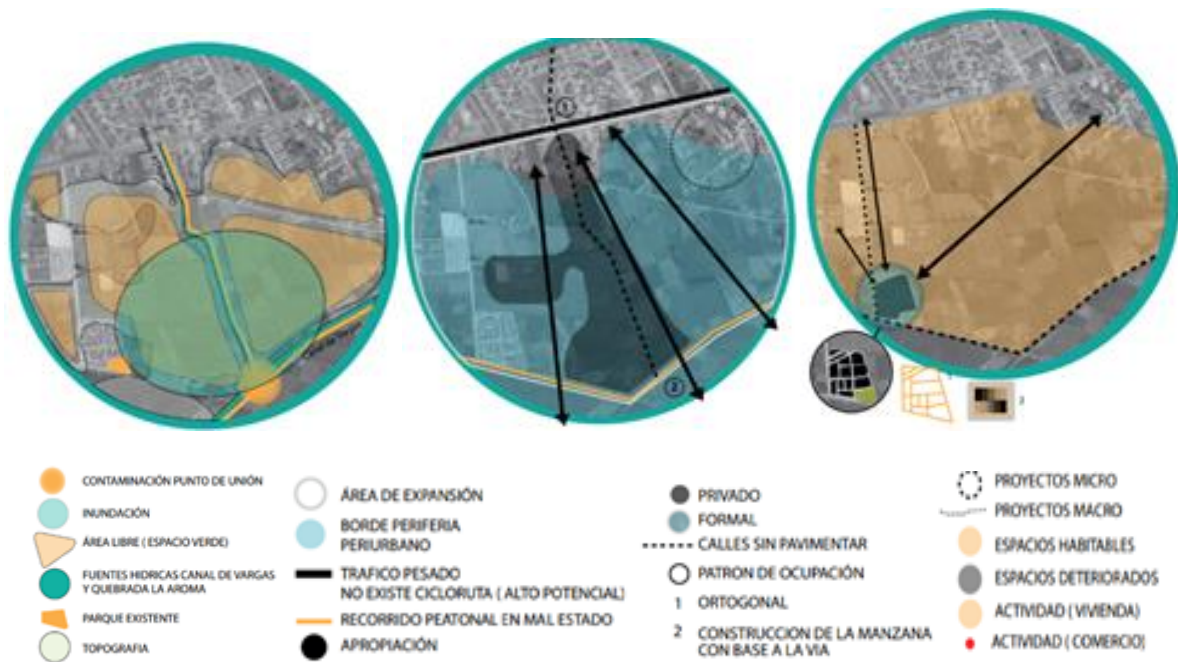 1
2
2
CONTAMINACIÓN PUNTO DE UNIÓN
INUNDACIÓN
ÁREA LIBRE ( ESPACIO VERDE)
FUENTES HIDRICAS CANAL DE VARGAS
Y QUEBRADA LA AROMA
PARQUE EXISTENTE
TOPOGRAFIA
ÁREA DE EXPANSIÓN
BORDE PERIFERIA
PERIURBANO
TRAFICO PESADO
NO EXISTE CICLORUTA ( ALTO POTENCIAL)
RECORRIDO PEATONAL EN MAL ESTADO
APROPIACIÓN
PRIVADO
FORMAL
CALLES SIN PAVIMENTAR
PATRON DE OCUPACIÓN
1 ORTOGONAL
2 CONSTRUCCION DE LA MANZANA
CON BASE A LA VIA
PROYECTOS MICRO
PROYECTOS MACRO
ESPACIOS HABITABLES
ESPACIOS DETERIORADOS
ACTIVIDAD ( VIVIENDA)
ACTIVIDAD ( COMERCIO)